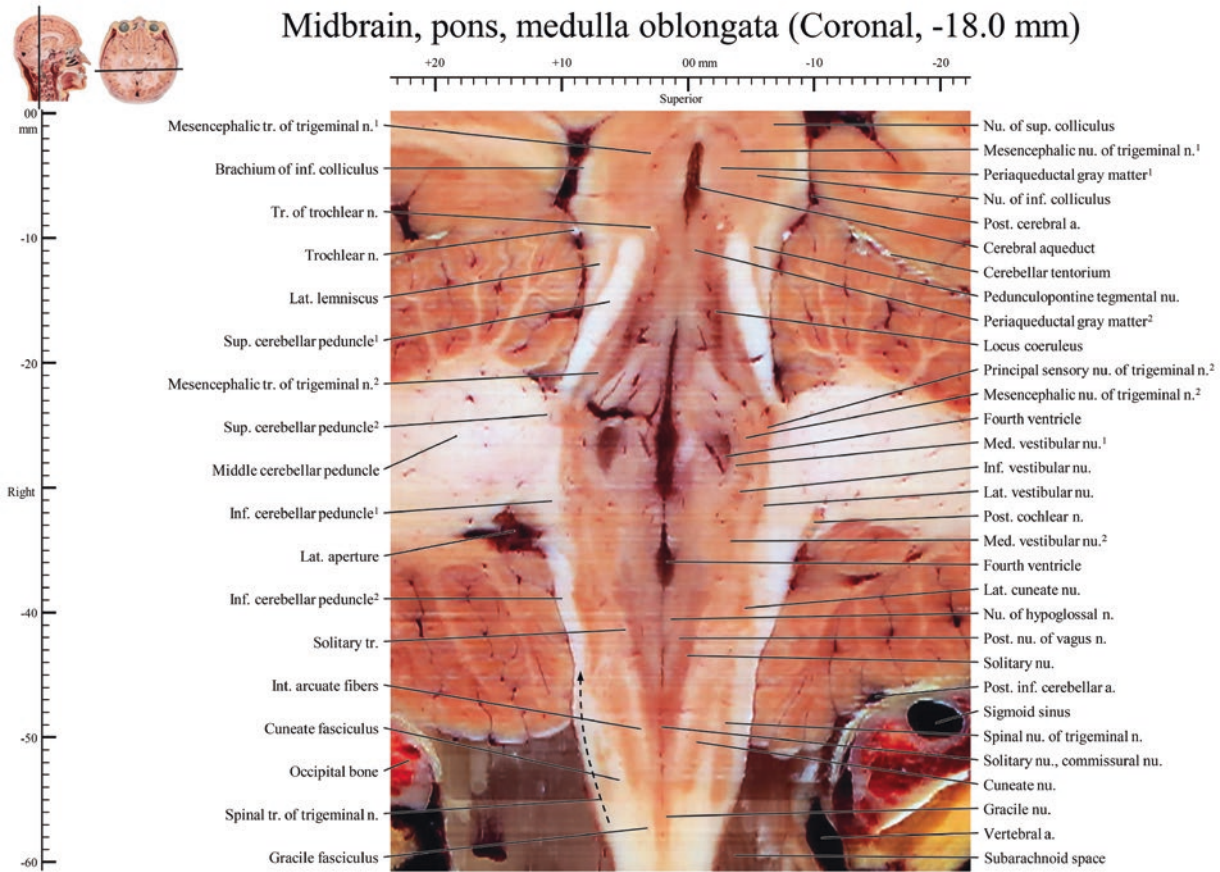 Midbrain, pons, medulla oblongata (Coronal, -18.0 mm)
+20 +10 00 mm -10 -20
Superior
00
mm
-10
-20
Right
-30
-40
-50
-60
Mesencephalic tr. of trigeminal n.¹
Brachium of inf. colliculus
Tr. of trochlear n.
Trochlear n.
Lat. lemniscus
Sup. cerebellar peduncle¹
Mesencephalic tr. of trigeminal n.²
Sup. cerebellar peduncle²
Middle cerebellar peduncle
Inf. cerebellar peduncle¹
Lat. aperture
Inf. cerebellar peduncle²
Solitary tr.
Int. arcuate fibers
Cuneate fasciculus
Occipital bone
Spinal tr. of trigeminal n.
Gracile fasciculus
Nu. of sup. colliculus
Mesencephalic nu. of trigeminal n.¹
Periaqueductal gray matter¹
Nu. of inf. colliculus
Post. cerebral a.
Cerebral aqueduct
Cerebellar tentorium
Pedunculopontine tegmental nu.
Periaqueductal gray matter²
Locus coeruleus
Principal sensory nu. of trigeminal n.²
Mesencephalic nu. of trigeminal n.²
Fourth ventricle
Med. vestibular nu.¹
Inf. vestibular nu.
Lat. vestibular nu.
Post. cochlear n.
Med. vestibular nu.²
Fourth ventricle
Lat. cuneate nu.
Nu. of hypoglossal n.
Post. nu. of vagus n.
Solitary nu.
Post. inf. cerebellar a.
Sigmoid sinus
Spinal nu. of trigeminal n.
Solitary nu., commissural nu.
Cuneate nu.
Gracile nu.
Vertebral a.
Subarachnoid space